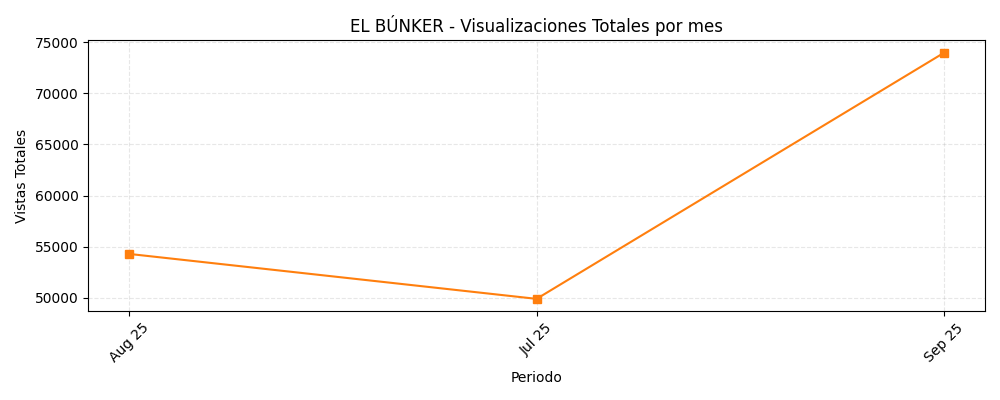 EL BÚNKER - Visualizaciones Totales por mes
75000
70000
65000
60000
55000
50000
Vistas Totales
Aug 25
Jul 25
Sep 25
Periodo